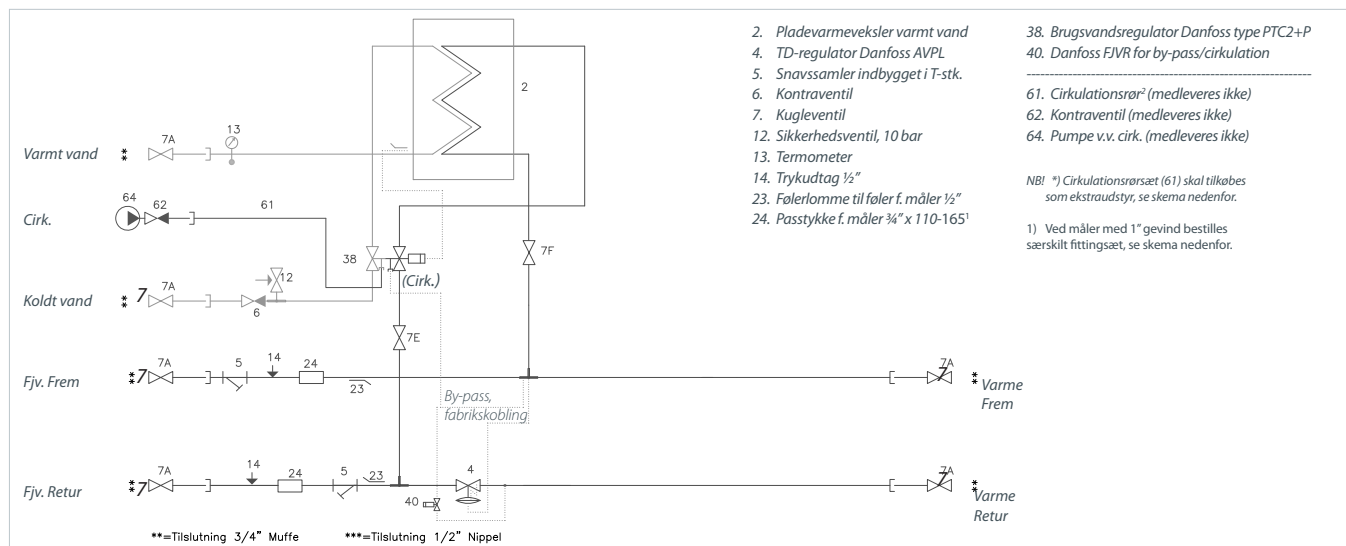 2. Pladevarmeveksler varmt vand
4. TD-regulator Danfoss AVPL
5. Snavssamler indbygget i T-stk.
6. Kontraventil
7. Kugleventil
12. Sikkerhedsventil, 10 bar
13. Termometer
14. Trykudtag ½”
23. Følerlomme til føler f. måler ½”
24. Passtykke f. måler ¾” x 110-165¹
38. Brugsvandsregulator Danfoss type PTC2+P
40. Danfoss FJVR for by-pass/cirkulation
--------------------------------------------------------------
61. Cirkulationsrør² (medleveres ikke)
62. Kontraventil (medleveres ikke)
64. Pumpe v.v. cirk. (medleveres ikke)
NB! *) Cirkulationsrørsæt (61) skal tilkøbes
som ekstraudstyr, se skema nedenfor.
1) Ved måler med 1” gevind bestilles
særskilt fittingsæt, se skema nedenfor.
2
Varmt vand ** 7A 13
Cirk. 64 62 61
38 (Cirk.) 7F
12
Koldt vand ** 7 7A 6
7E
Fjv. Frem ** 7 7A 5 14 24 23
7A 7 ** Varme
Frem
By-pass,
fabrikskobling
Fjv. Retur ** 7 7A 14 24 5 23 4
40
7A 7 ** Varme
Retur
**=Tilslutning 3/4” Muffe ***=Tilslutning 1/2” Nippel